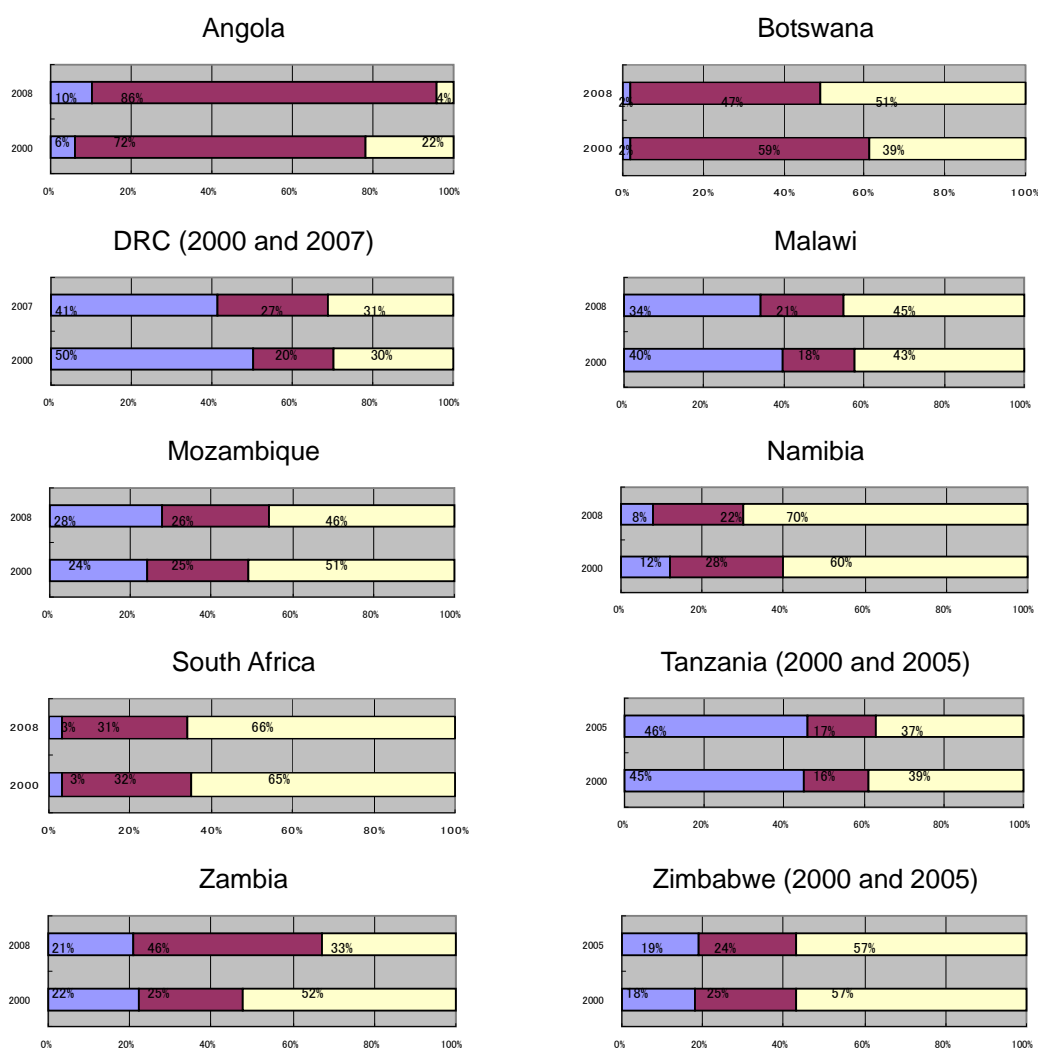 Angola
2008 10% 86% 4%
2000 6% 72% 22%
0% 20% 40% 60% 80% 100%
Botswana
2008 2% 47% 51%
2000 2% 59% 39%
0% 20% 40% 60% 80% 100%
DRC (2000 and 2007)
2007 41% 27% 31%
2000 50% 20% 30%
0% 20% 40% 60% 80% 100%
Malawi
2008 34% 21% 45%
2000 40% 18% 43%
0% 20% 40% 60% 80% 100%
Mozambique
2008 28% 26% 46%
2000 24% 25% 51%
0% 20% 40% 60% 80% 100%
Namibia
2008 8% 22% 70%
2000 12% 28% 60%
0% 20% 40% 60% 80% 100%
South Africa
2008 3% 31% 66%
2000 3% 32% 65%
0% 20% 40% 60% 80% 100%
Tanzania (2000 and 2005)
2005 46% 17% 37%
2000 45% 16% 39%
0% 20% 40% 60% 80% 100%
Zambia
2008 21% 46% 33%
2000 22% 25% 52%
0% 20% 40% 60% 80% 100%
Zimbabwe (2000 and 2005)
2005 19% 24% 57%
2000 18% 25% 57%
0% 20% 40% 60% 80% 100%